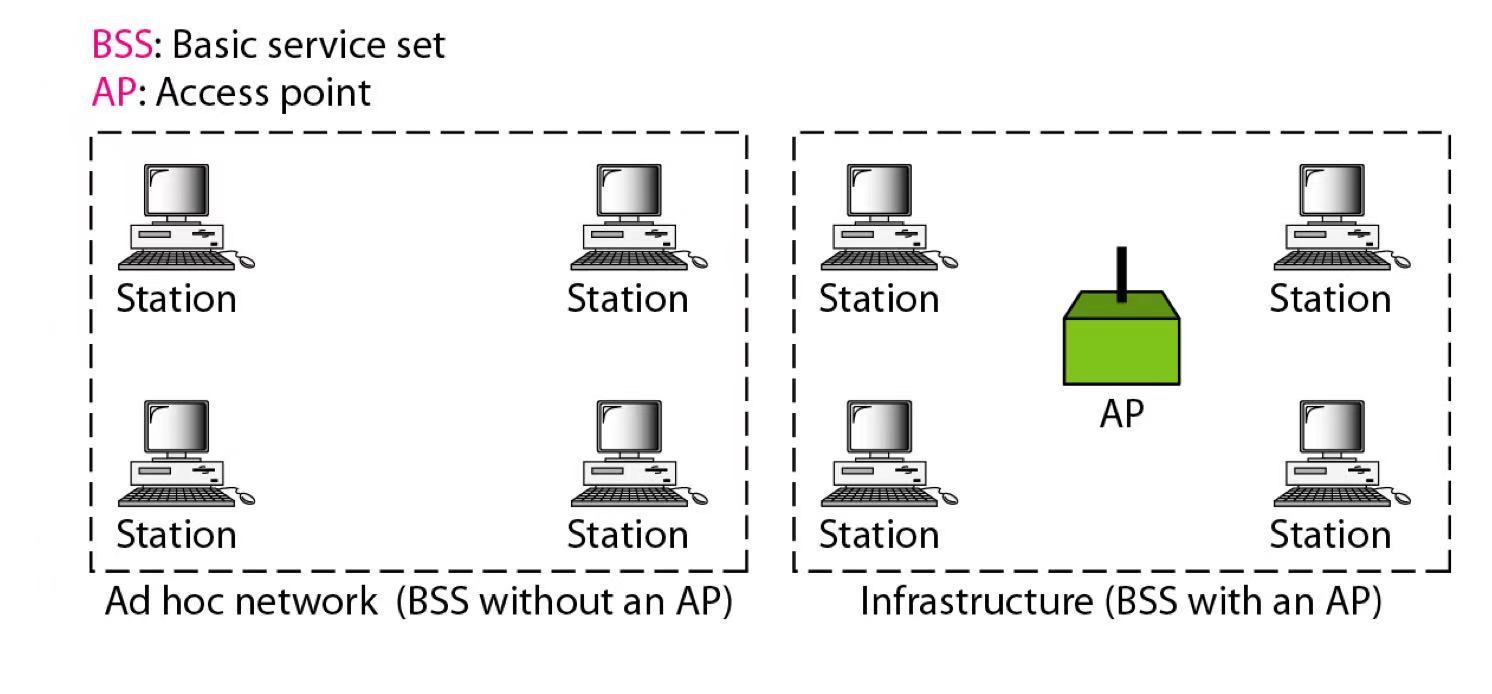 BSS: Basic service set
AP: Access point
Station
Station
Station
Station
AP
Station
Station
Station
Station
Ad hoc network (BSS without an AP)
Infrastructure (BSS with an AP)